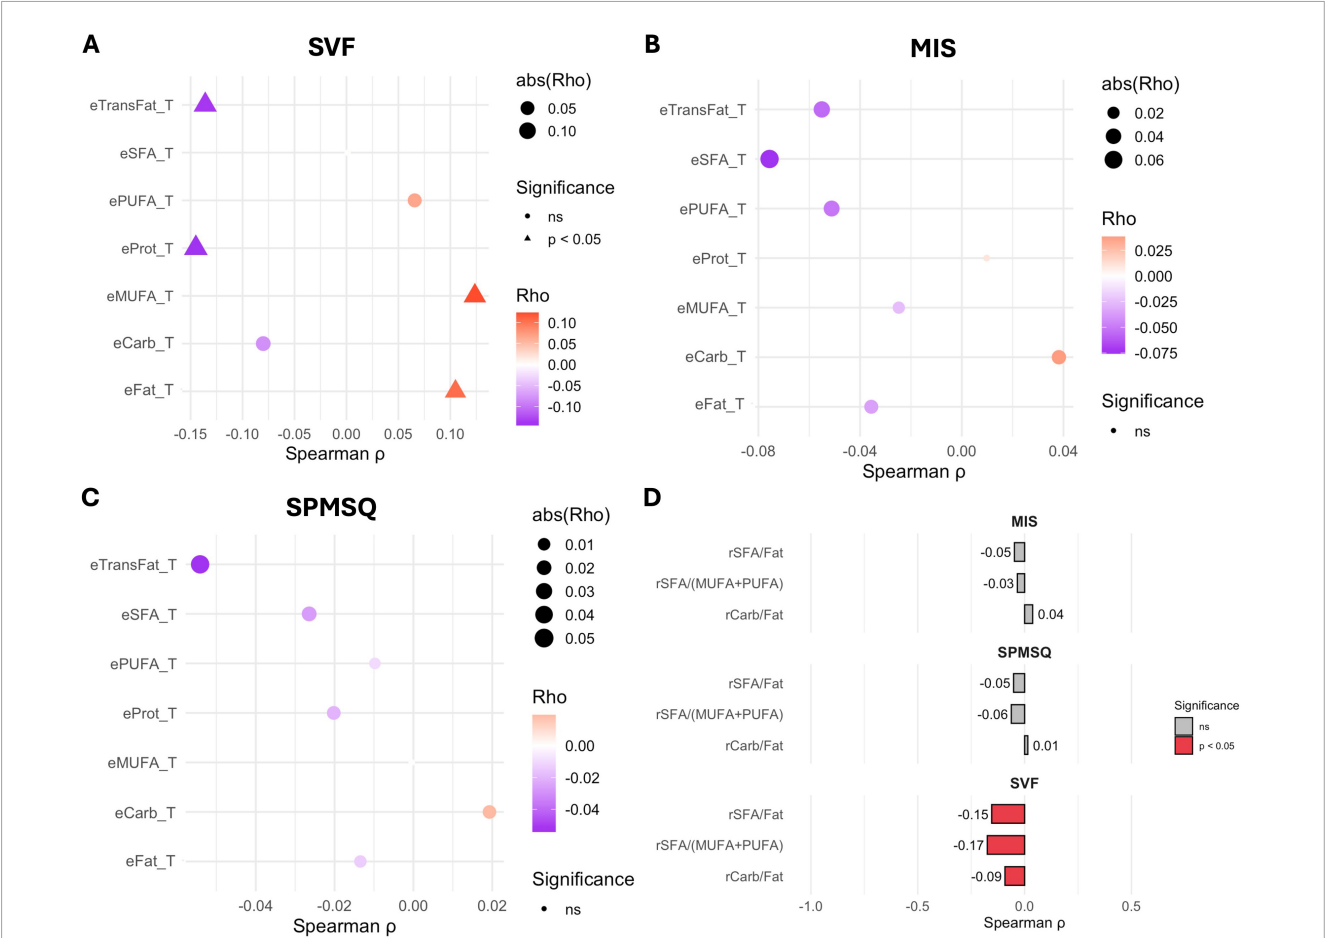 A
SVF
eTransFat_T
eSFA_T
ePUFA_T
eProt_T
eMUFA_T
eCarb_T
eFat_T
-0.15 -0.10 -0.05 0.00 0.05 0.10
Spearman ρ
abs(Rho)
0.05
0.10
Significance
ns
p < 0.05
Rho
0.10
0.05
0.00
-0.05
-0.10
B
MIS
eTransFat_T
eSFA_T
ePUFA_T
eProt_T
eMUFA_T
eCarb_T
eFat_T
-0.08 -0.04 0.00 0.04
Spearman ρ
abs(Rho)
0.02
0.04
0.06
Rho
0.025
0.000
-0.025
-0.050
-0.075
Significance
ns
C
SPMSQ
eTransFat_T
eSFA_T
ePUFA_T
eProt_T
eMUFA_T
eCarb_T
eFat_T
-0.04 -0.02 0.00 0.02
Spearman ρ
abs(Rho)
0.01
0.02
0.03
0.04
0.05
Rho
0.00
-0.02
-0.04
Significance
ns
D
MIS
rSFA/Fat -0.05
rSFA/(MUFA+PUFA) -0.03
rCarb/Fat 0.04
SPMSQ
rSFA/Fat -0.05
rSFA/(MUFA+PUFA) -0.06
rCarb/Fat 0.01
SVF
rSFA/Fat -0.15
rSFA/(MUFA+PUFA) -0.17
rCarb/Fat -0.09
-1.0 -0.5 0.0 0.5
Spearman ρ
Significance
ns
p < 0.05